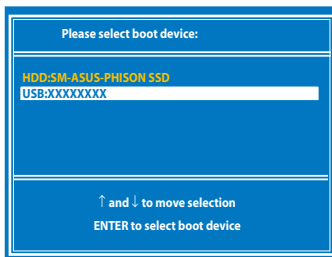 Please select boot device:
HDD:SM-ASUS-PHISON SSD
USB:XXXXXXXX
↑ and ↓ to move selection
ENTER to select boot device